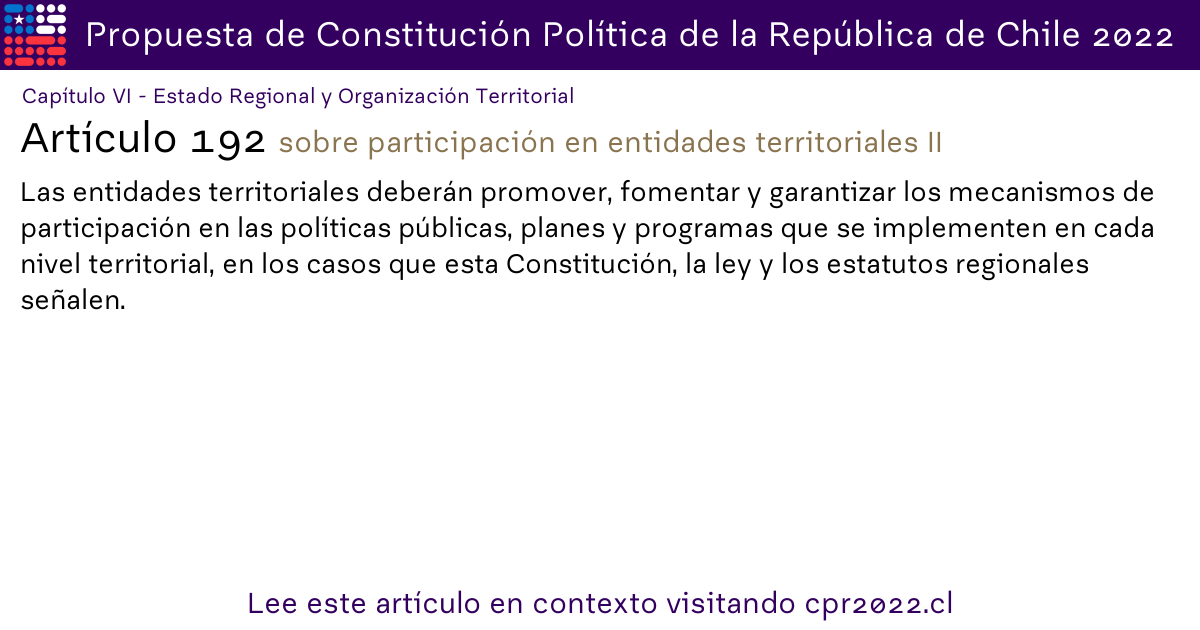 Propuesta de Constitución Política de la República de Chile 2022
Capítulo VI - Estado Regional y Organización Territorial
Artículo 192 sobre participación en entidades territoriales II
Las entidades territoriales deberán promover, fomentar y garantizar los mecanismos de
participación en las políticas públicas, planes y programas que se implementen en cada
nivel territorial, en los casos que esta Constitución, la ley y los estatutos regionales
señalen.
Lee este artículo en contexto visitando cpr2022.cl